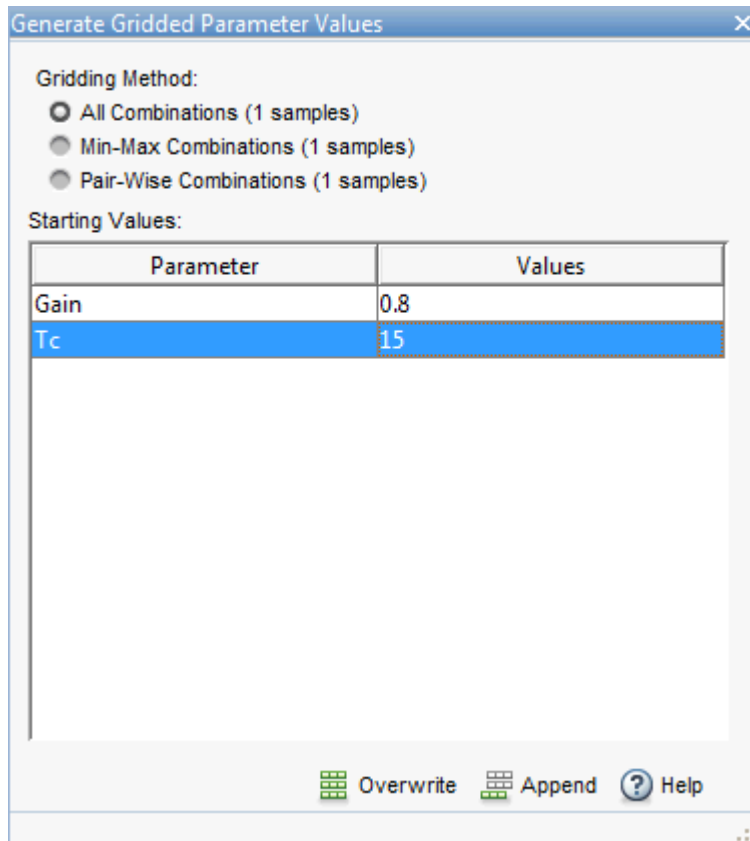 Generate Gridded Parameter Values
Gridding Method:
All Combinations (1 samples)
Min-Max Combinations (1 samples)
Pair-Wise Combinations (1 samples)
Starting Values:
Parameter Values
Gain 0.8
Tc 15
Overwrite Append ? Help